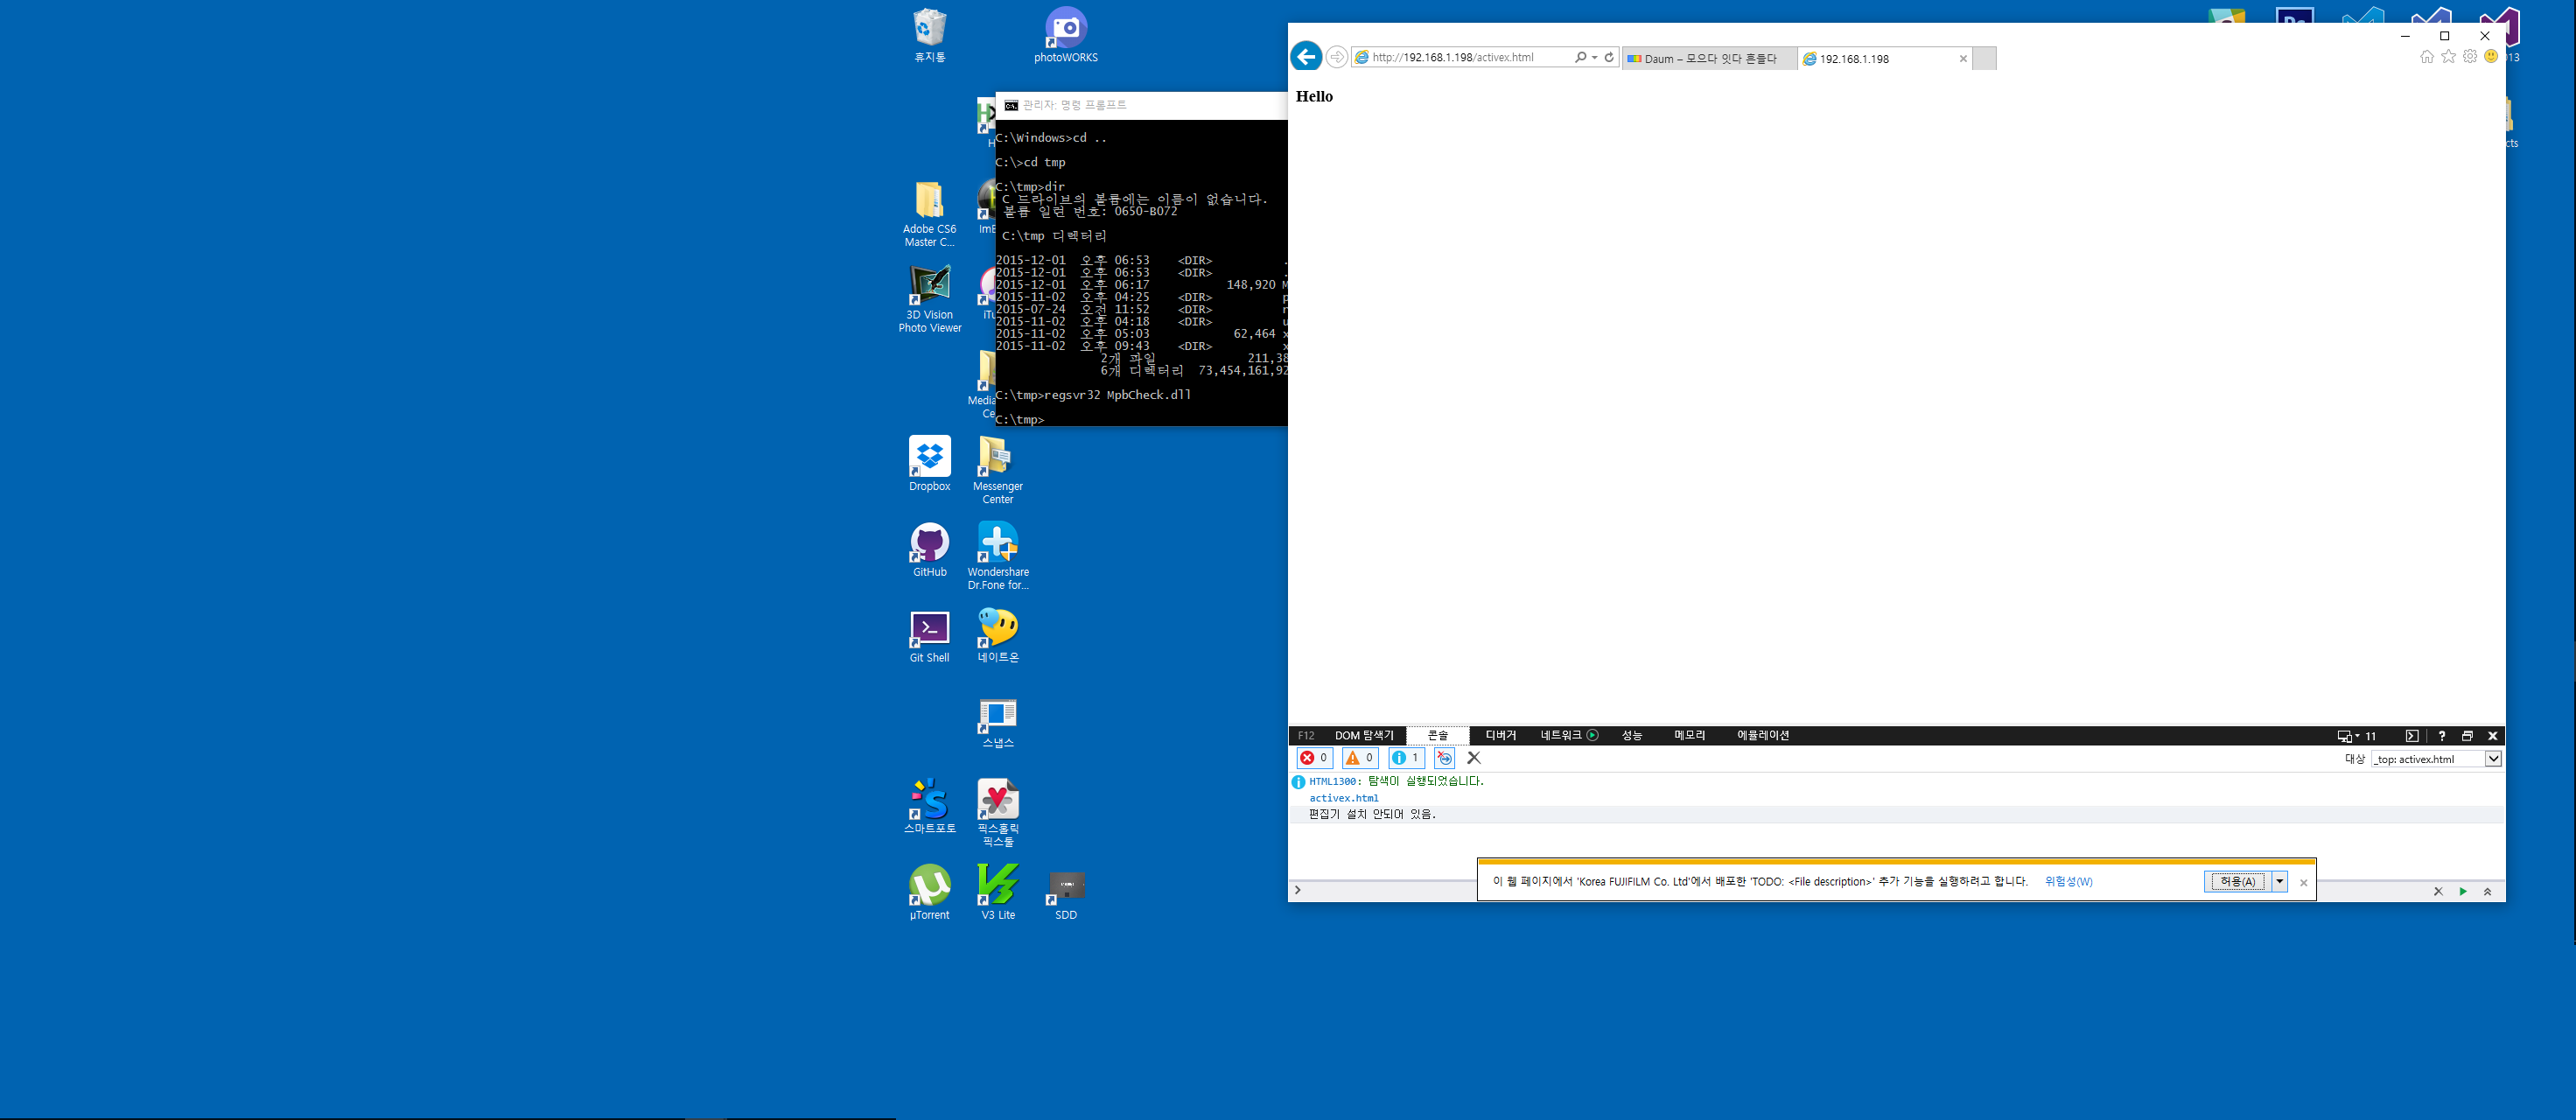 휴지통
photoWORKS
Adobe CS6
Master C...
3D Vision
Photo Viewer
Dropbox
Messenger
Center
GitHub
Wondershare
Dr.Fone for...
Git Shell
네이트온
스냅스
스마트포토
픽스홀릭
픽스툴
µTorrent
V3 Lite
SDD
관리자: 명령 프롬프트
C:\Windows>cd ..
C:\>cd tmp
C:\tmp>dir
C 드라이브의 볼륨에는 이름이 없습니다.
볼륨 일련 번호: 0650-B072
C:\tmp 디렉터리
2015-12-01 오후 06:53 <DIR> .
2015-12-01 오후 06:53 <DIR> .
2015-12-01 오후 06:17 148,920 M
2015-11-02 오후 04:25 <DIR> p
2015-07-24 오전 11:52 <DIR> r
2015-11-02 오후 04:18 <DIR> u
2015-11-02 오후 05:03 62,464 x
2015-11-02 오후 09:43 <DIR> x
2개 파일 211,38
6개 디렉터리 73,454,161,92
C:\tmp>regsvr32 MpbCheck.dll
C:\tmp>
http://192.168.1.198/activex.html
Daum – 모으다 잇다 흔들다
192.168.1.198
Hello
F12 DOM 탐색기 콘솔 디버거 네트워크 성능 메모리 에뮬레이션 11 ?
0 0 1 대상 _top: activex.html
HTML1300: 탐색이 실행되었습니다.
activex.html
편집기 설치 안되어 있음.
이 웹 페이지에서 'Korea FUJIFILM Co. Ltd'에서 배포한 'TODO: <File description>' 추가 기능을 실행하려고 합니다. 위험성(W) 허용(A)